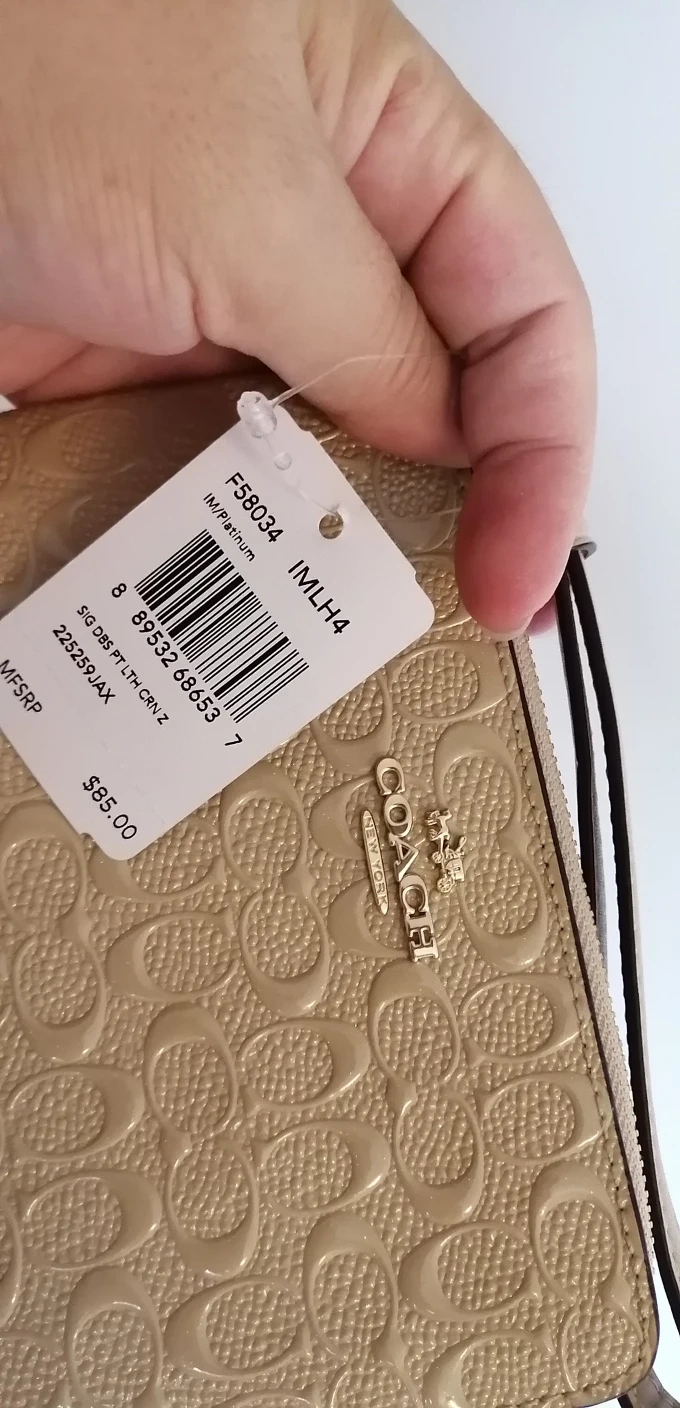 F58034
IMLH4
IM/Platinum
8 89532 68653 7
SIG DBS PT LTH CRN Z
225259JAX
MFSRP
$85.00
COACH
NEW YORK